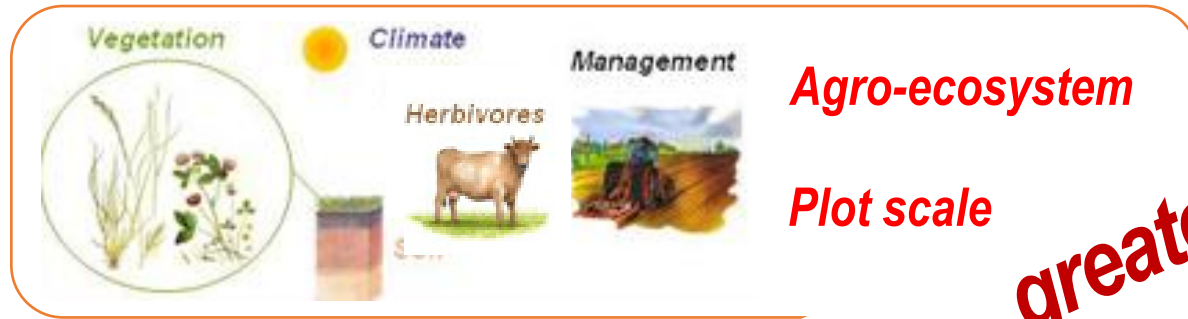 Vegetation
Climate
Management
Herbivores
Agro-ecosystem
Plot scale